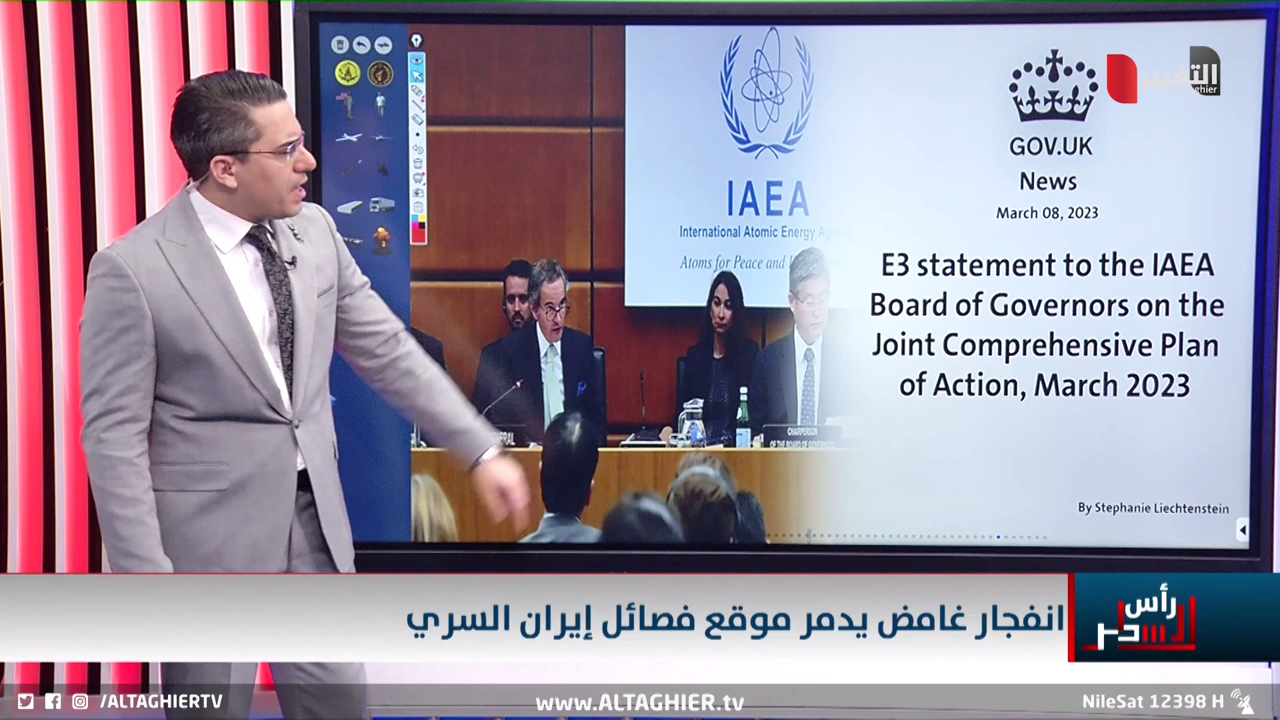 IAEA
International Atomic Energy Agency
Atoms for Peace and
CHAIRPERSON
OF THE BOARD OF GOVERNORS
GOV.UK
News
March 08, 2023
E3 statement to the IAEA
Board of Governors on the
Joint Comprehensive Plan
of Action, March 2023
By Stephanie Liechtenstein
التغيير
رأس
السطر
انفجار غامض يدمر موقع فصائل إيران السري
/ALTAGHIERTV
www.ALTAGHIER.tv
NileSat 12398 H